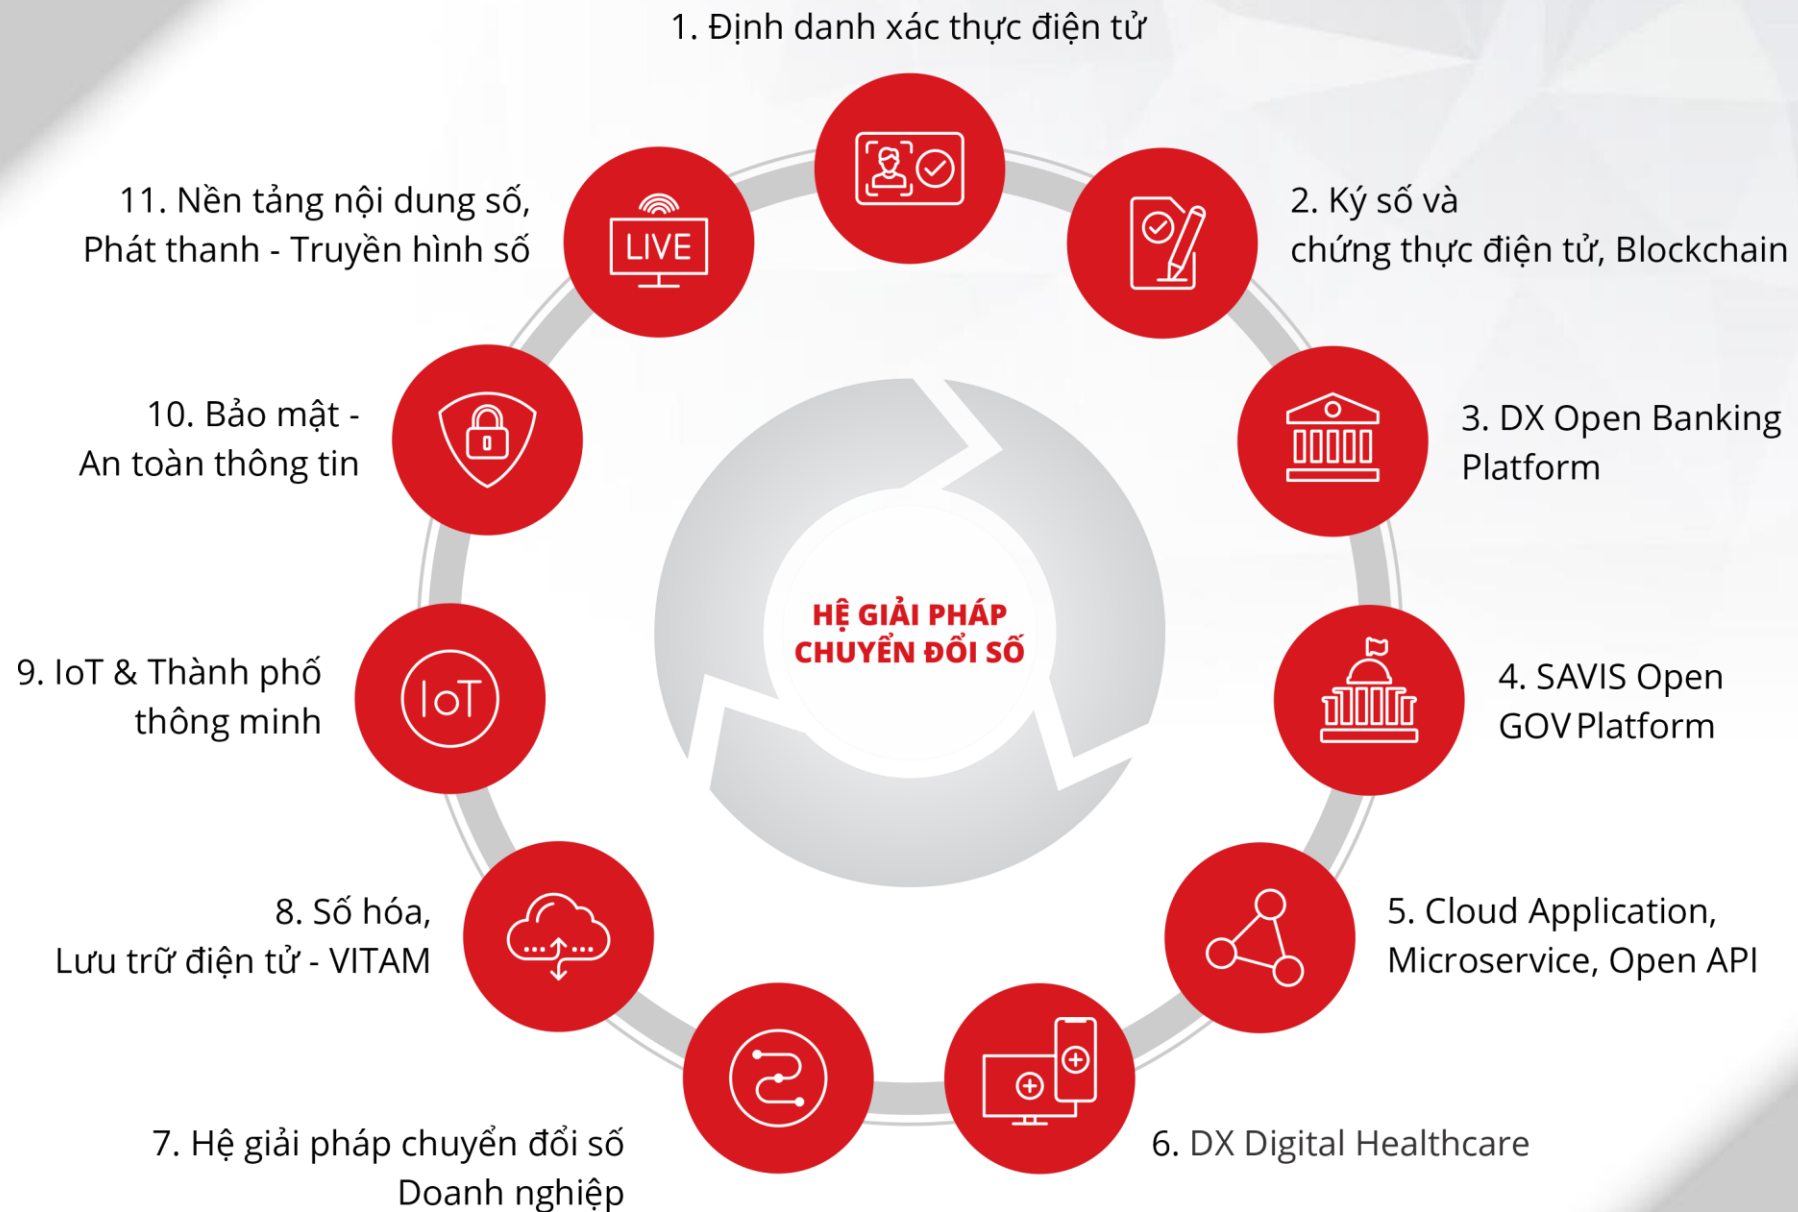 1. Định danh xác thực điện tử
2. Ký số và
chứng thực điện tử, Blockchain
3. DX Open Banking
Platform
4. SAVIS Open
GOV Platform
5. Cloud Application,
Microservice, Open API
6. DX Digital Healthcare
7. Hệ giải pháp chuyển đổi số
Doanh nghiệp
8. Số hóa,
Lưu trữ điện tử - VITAM
9. IoT & Thành phố
thông minh
IoT
10. Bảo mật -
An toàn thông tin
11. Nền tảng nội dung số,
Phát thanh - Truyền hình số
LIVE
HỆ GIẢI PHÁP
CHUYỂN ĐỔI SỐ